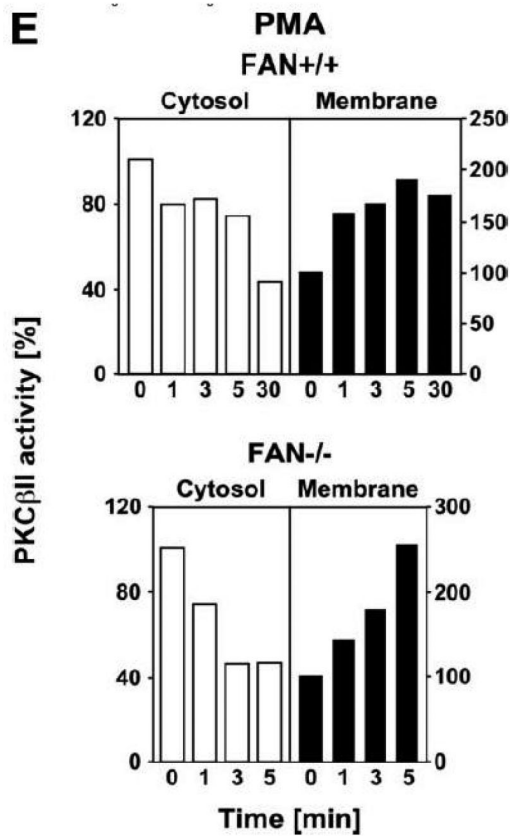 E
PMA
FAN+/+
Cytosol Membrane
120 250
200
80
150
100
40
50
0 0
0 1 3 5 30 0 1 3 5 30
PKCβII activity [%]
FAN-/-
Cytosol Membrane
120 300
80 200
40 100
0 0
0 1 3 5 0 1 3 5
Time [min]